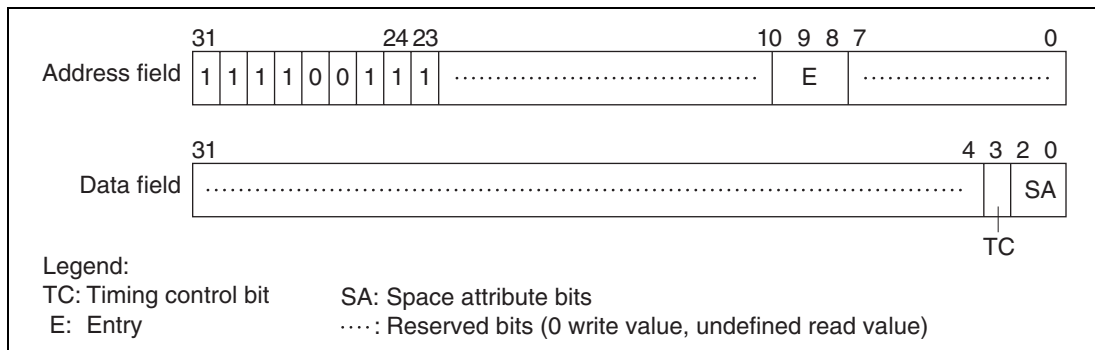 31 24 23 10 9 8 7 0
Address field 1 1 1 1 0 0 1 1 1 ........ E ........
31 4 3 2 0
Data field ........ SA
TC
Legend:
TC: Timing control bit SA: Space attribute bits
E: Entry ····: Reserved bits (0 write value, undefined read value)